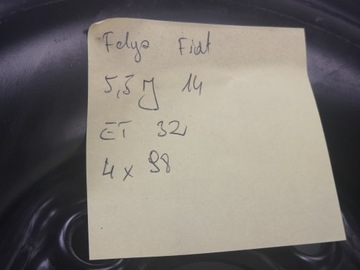 Felga Fiat
5,5 J 14
ET 32
4 x 98